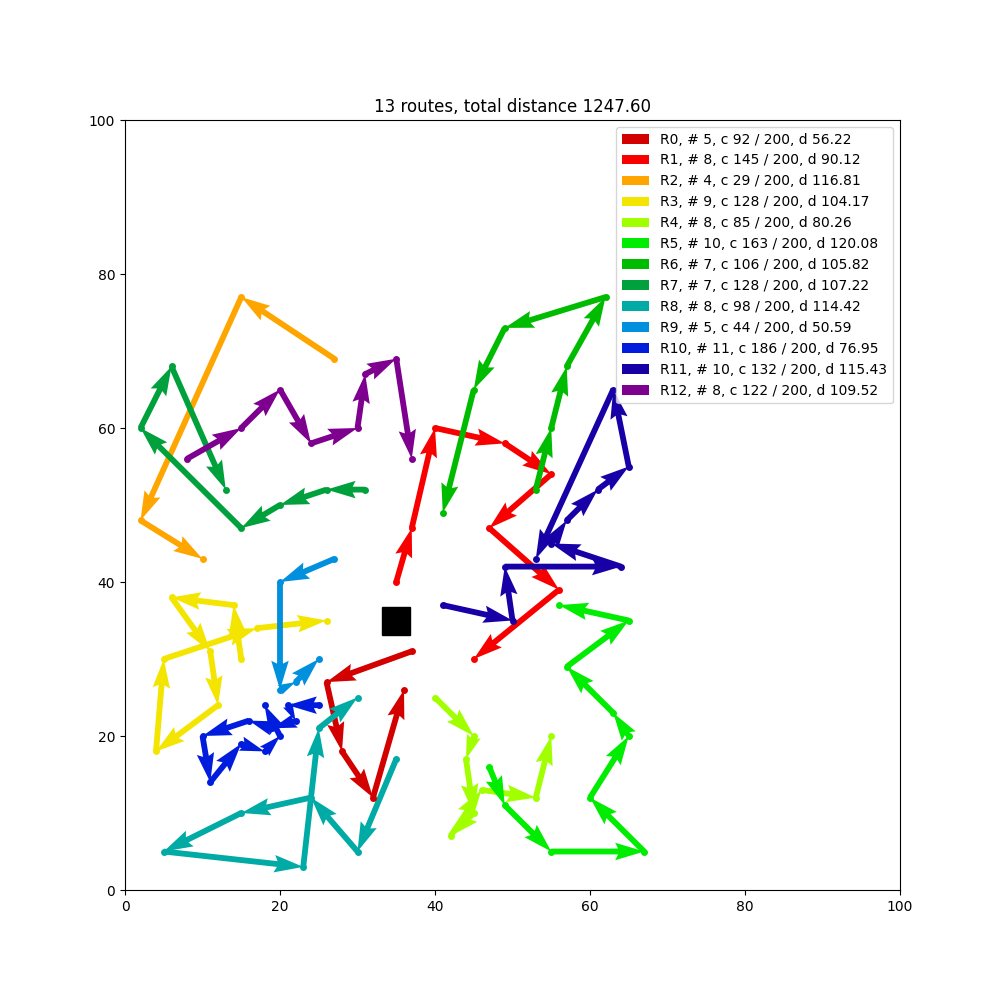 13 routes, total distance 1247.60
R0, # 5, c 92 / 200, d 56.22
R1, # 8, c 145 / 200, d 90.12
R2, # 4, c 29 / 200, d 116.81
R3, # 9, c 128 / 200, d 104.17
R4, # 8, c 85 / 200, d 80.26
R5, # 10, c 163 / 200, d 120.08
R6, # 7, c 106 / 200, d 105.82
R7, # 7, c 128 / 200, d 107.22
R8, # 8, c 98 / 200, d 114.42
R9, # 5, c 44 / 200, d 50.59
R10, # 11, c 186 / 200, d 76.95
R11, # 10, c 132 / 200, d 115.43
R12, # 8, c 122 / 200, d 109.52
100
80
60
40
20
0
0 20 40 60 80 100